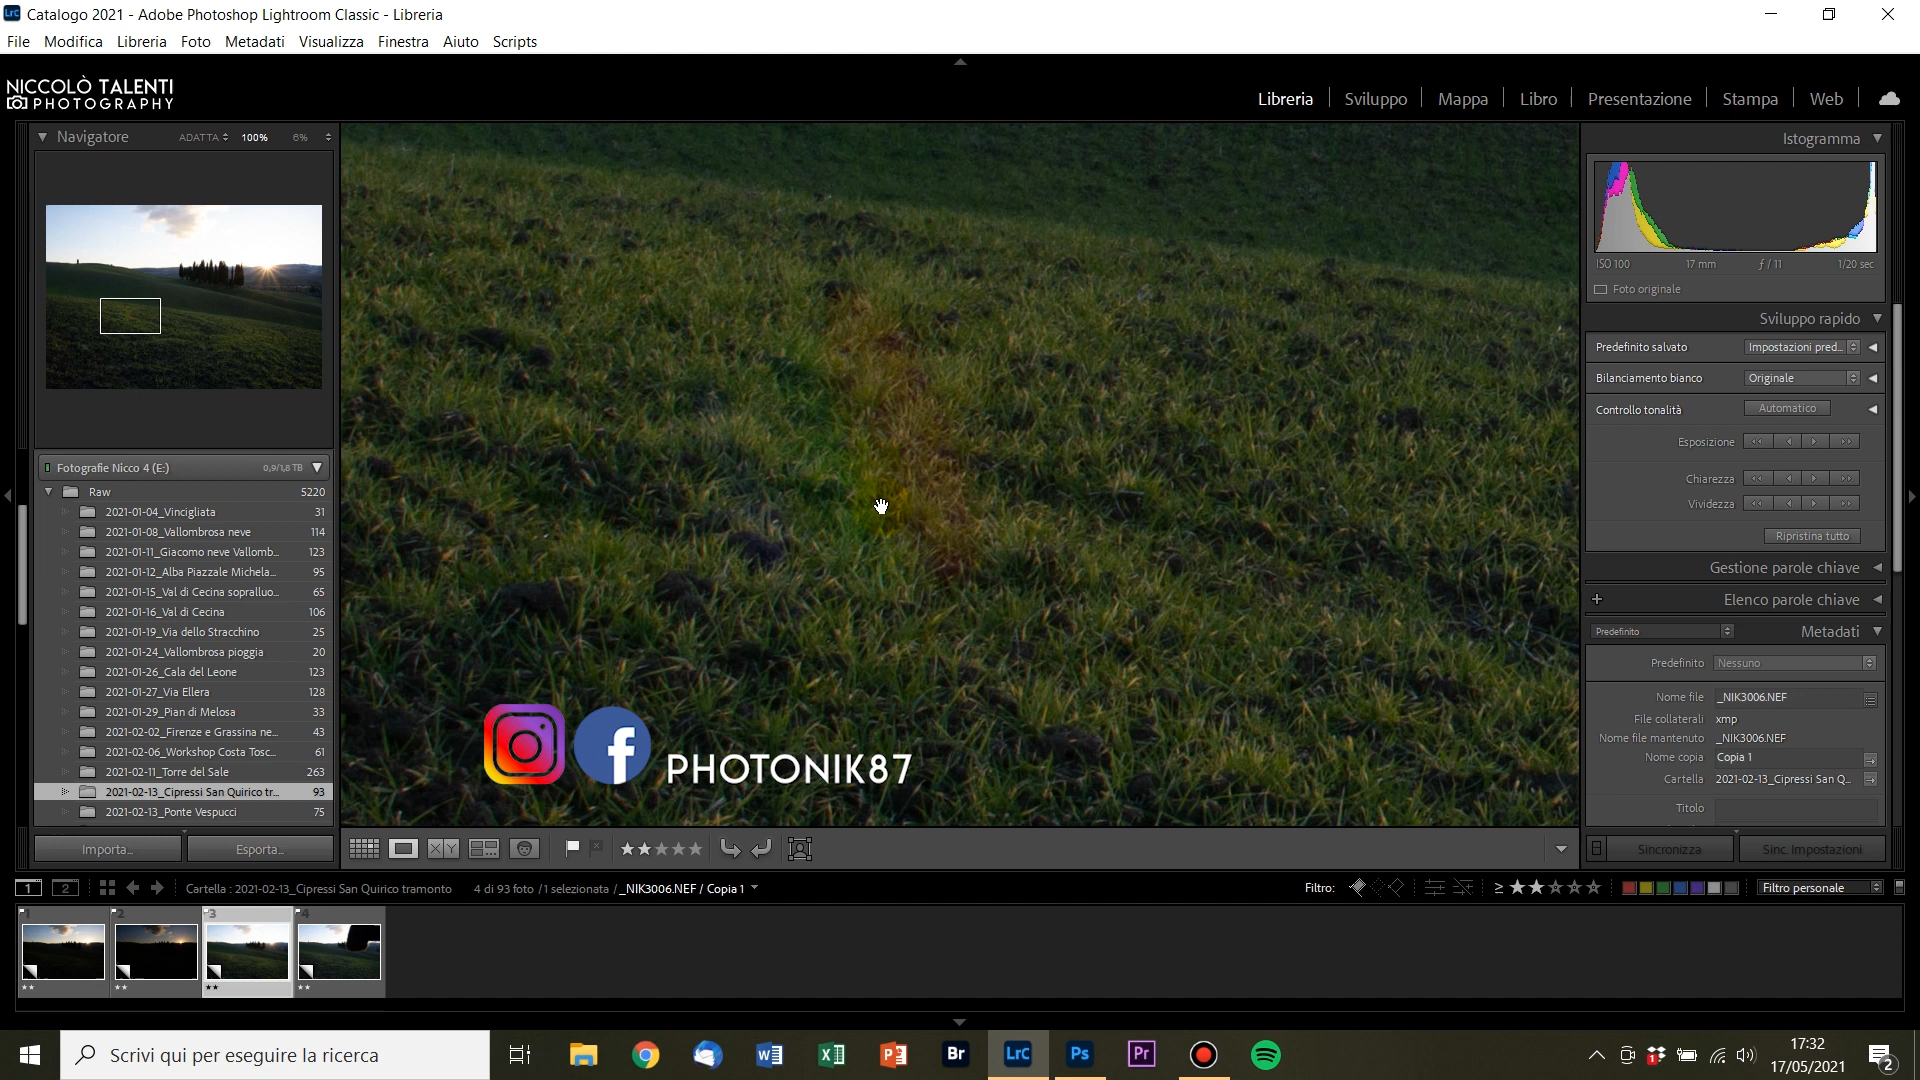 Catalogo 2021 - Adobe Photoshop Lightroom Classic - Libreria
File Modifica Libreria Foto Metadati Visualizza Finestra Aiuto Scripts
NICCOLÒ TALENTI
PHOTOGRAPHY
Libreria Sviluppo Mappa Libro Presentazione Stampa Web
Navigatore ADATTA 100% 6%
Istogramma
ISO 100 17 mm ƒ / 11 1/20 sec
Foto originale
Sviluppo rapido
Predefinito salvato Impostazioni pred...
Bilanciamento bianco Originale
Controllo tonalità Automatico
Esposizione
Chiarezza
Vividezza
Ripristina tutto
Gestione parole chiave
Elenco parole chiave
Predefinito Metadati
Predefinito Nessuno
Nome file _NIK3006.NEF
File collaterali xmp
Nome file mantenuto _NIK3006.NEF
Nome copia Copia 1
Cartella 2021-02-13_Cipressi San Q...
Titolo
Fotografie Nicco 4 (E:) 0,9/1,8 TB
Raw 5220
2021-01-04_Vincigliata 31
2021-01-08_Vallombrosa neve 114
2021-01-11_Giacomo neve Vallomb... 123
2021-01-12_Alba Piazzale Michela... 95
2021-01-15_Val di Cecina soprallu... 65
2021-01-16_Val di Cecina 106
2021-01-19_Via dello Stracchino 25
2021-01-24_Vallombrosa pioggia 20
2021-01-26_Cala del Leone 123
2021-01-27_Via Ellera 128
2021-01-29_Pian di Melosa 33
2021-02-02_Firenze e Grassina ne... 43
2021-02-06_Workshop Costa Tosc... 61
2021-02-11_Torre del Sale 263
2021-02-13_Cipressi San Quirico tr... 93
2021-02-13_Ponte Vespucci 75
PHOTONIK87
Importa... Esporta...
XY
Sincronizza Sinc. Impostazioni
1 2 Cartella : 2021-02-13_Cipressi San Quirico tramonto 4 di 93 foto /1 selezionata /_NIK3006.NEF / Copia 1
Filtro: ≥ Filtro personale
1 2 3 4
Scrivi qui per eseguire la ricerca
Br LrC Ps Pr
17:32
17/05/2021
2